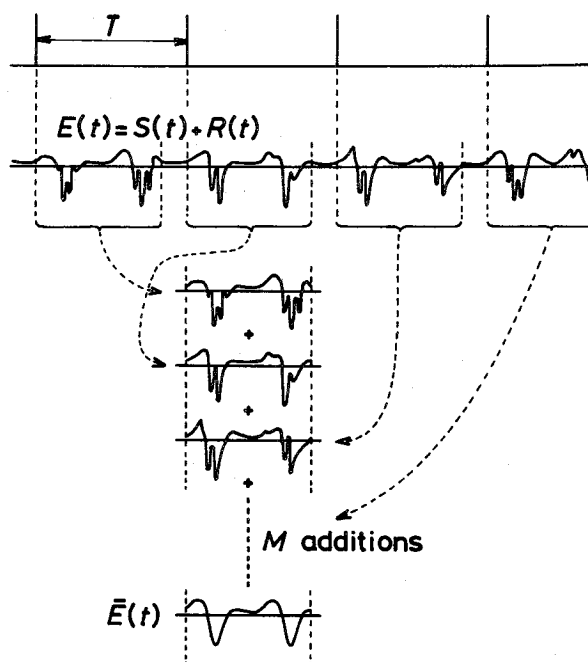 T
E(t) = S(t) + R(t)
+
+
+
M additions
Ē(t)